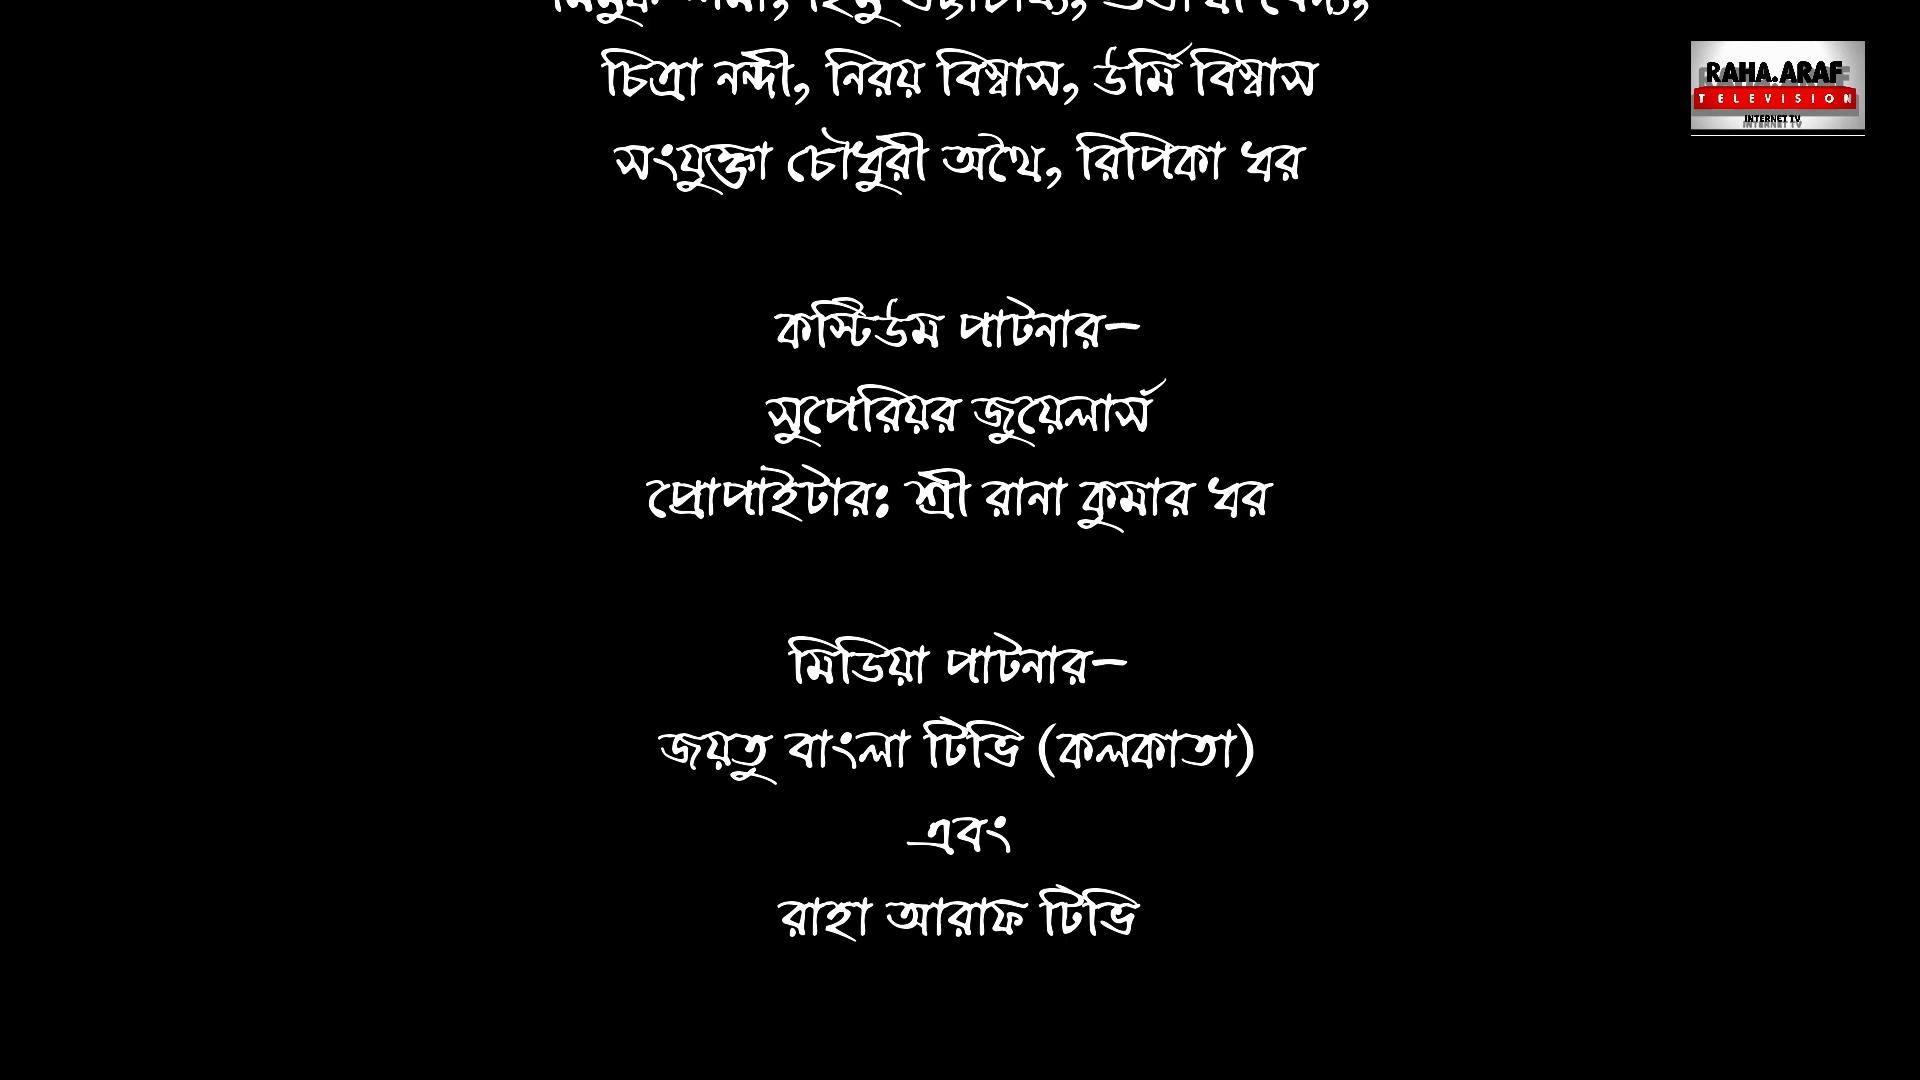 চিত্রা নন্দী, নিরয় বিস্বাস, উর্মি বিস্বাস
সংযুক্তা চৌধুরী অথৈ, রিপিকা ধর
কস্টিউম পাটনার-
সুপেরিয়র জুয়েলার্স
প্রোপাইটার: শ্রী রানা কুমার ধর
মিডিয়া পাটনার-
জয়তু বাংলা টিভি (কলকাতা)
এবং
রাহা আরাফ টিভি
RAHA.ARAF
TELEVISION
INTERNET TV